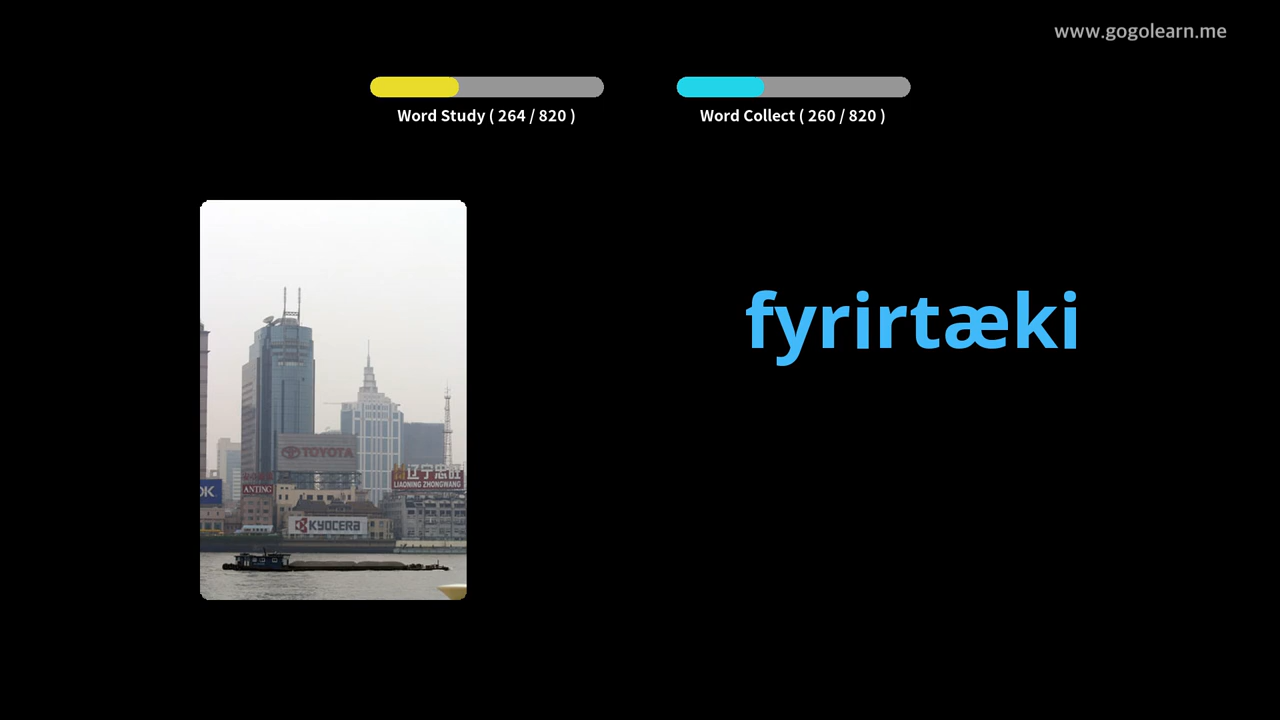 www.gogolearn.me
Word Study ( 264 / 820 )
Word Collect ( 260 / 820 )
fyrirtæki
TOYOTA
辽宁忠旺
LIAONING ZHONGWANG
OK
ANTING
KYOCERA